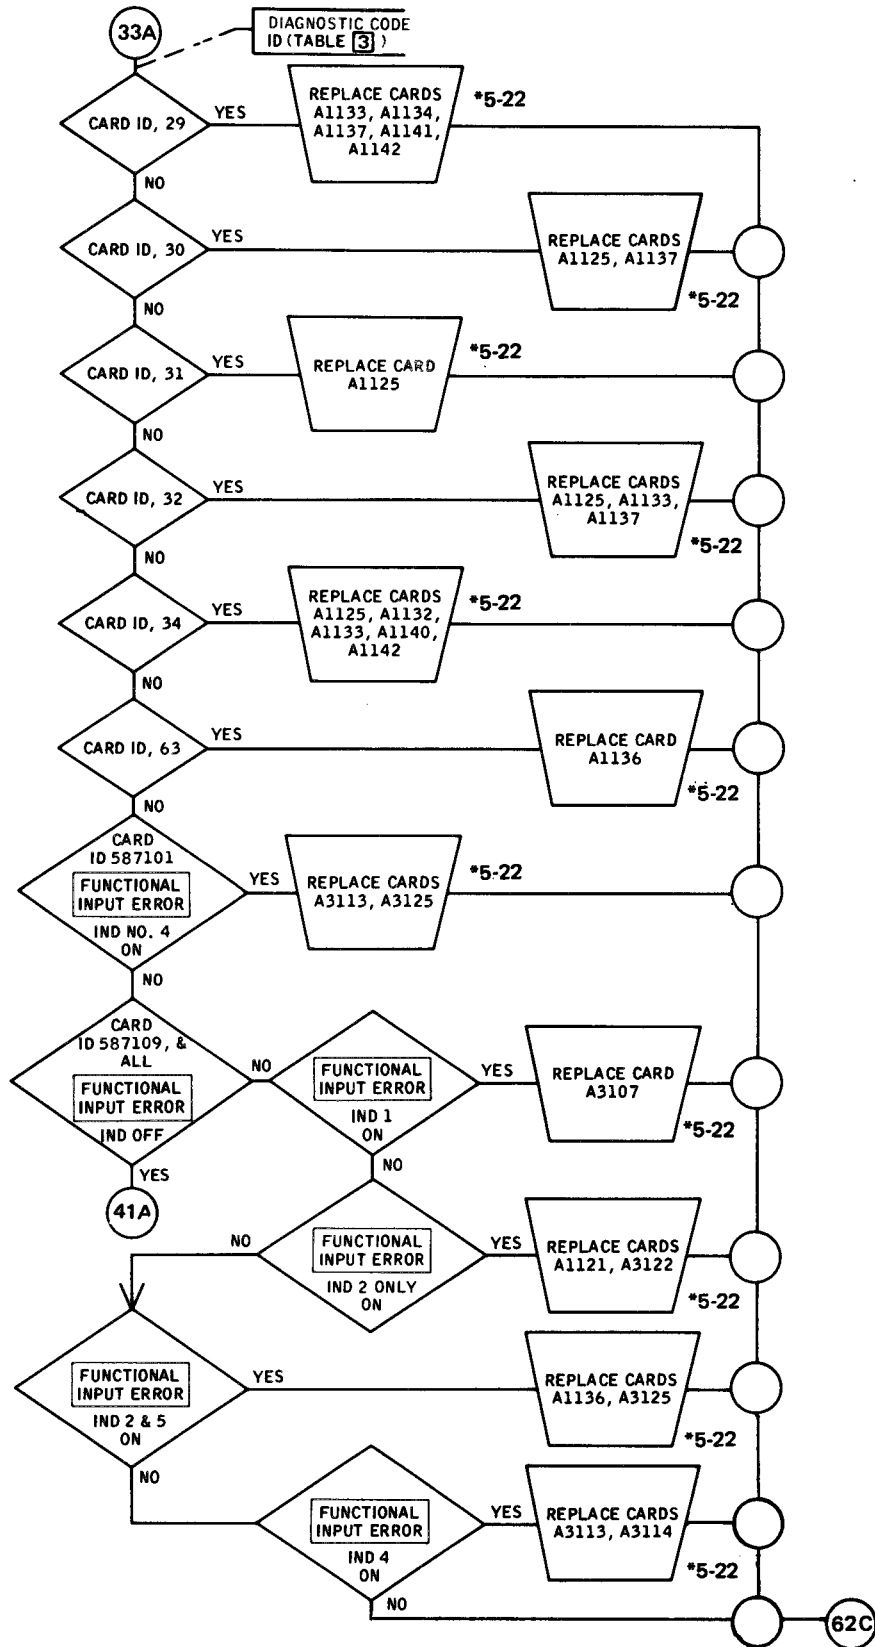 33A
DIAGNOSTIC CODE
ID (TABLE 3 )
CARD ID, 29
YES
REPLACE CARDS
A1133, A1134,
A1137, A1141,
A1142
*5-22
NO
CARD ID, 30
YES
REPLACE CARDS
A1125, A1137
*5-22
NO
CARD ID, 31
YES
REPLACE CARD
A1125
*5-22
NO
CARD ID, 32
YES
REPLACE CARDS
A1125, A1133,
A1137
*5-22
NO
CARD ID, 34
YES
REPLACE CARDS
A1125, A1132,
A1133, A1140,
A1142
*5-22
NO
CARD ID, 63
YES
REPLACE CARD
A1136
*5-22
NO
CARD
ID 587101
FUNCTIONAL
INPUT ERROR
IND NO. 4
ON
YES
REPLACE CARDS
A3113, A3125
*5-22
NO
CARD
ID 587109, &
ALL
FUNCTIONAL
INPUT ERROR
IND OFF
NO
FUNCTIONAL
INPUT ERROR
IND 1
ON
YES
REPLACE CARD
A3107
*5-22
YES
41A
NO
FUNCTIONAL
INPUT ERROR
IND 2 ONLY
ON
NO
YES
REPLACE CARDS
A1121, A3122
*5-22
FUNCTIONAL
INPUT ERROR
IND 2 & 5
ON
YES
REPLACE CARDS
A1136, A3125
*5-22
NO
FUNCTIONAL
INPUT ERROR
IND 4
ON
YES
REPLACE CARDS
A3113, A3114
*5-22
NO
62C